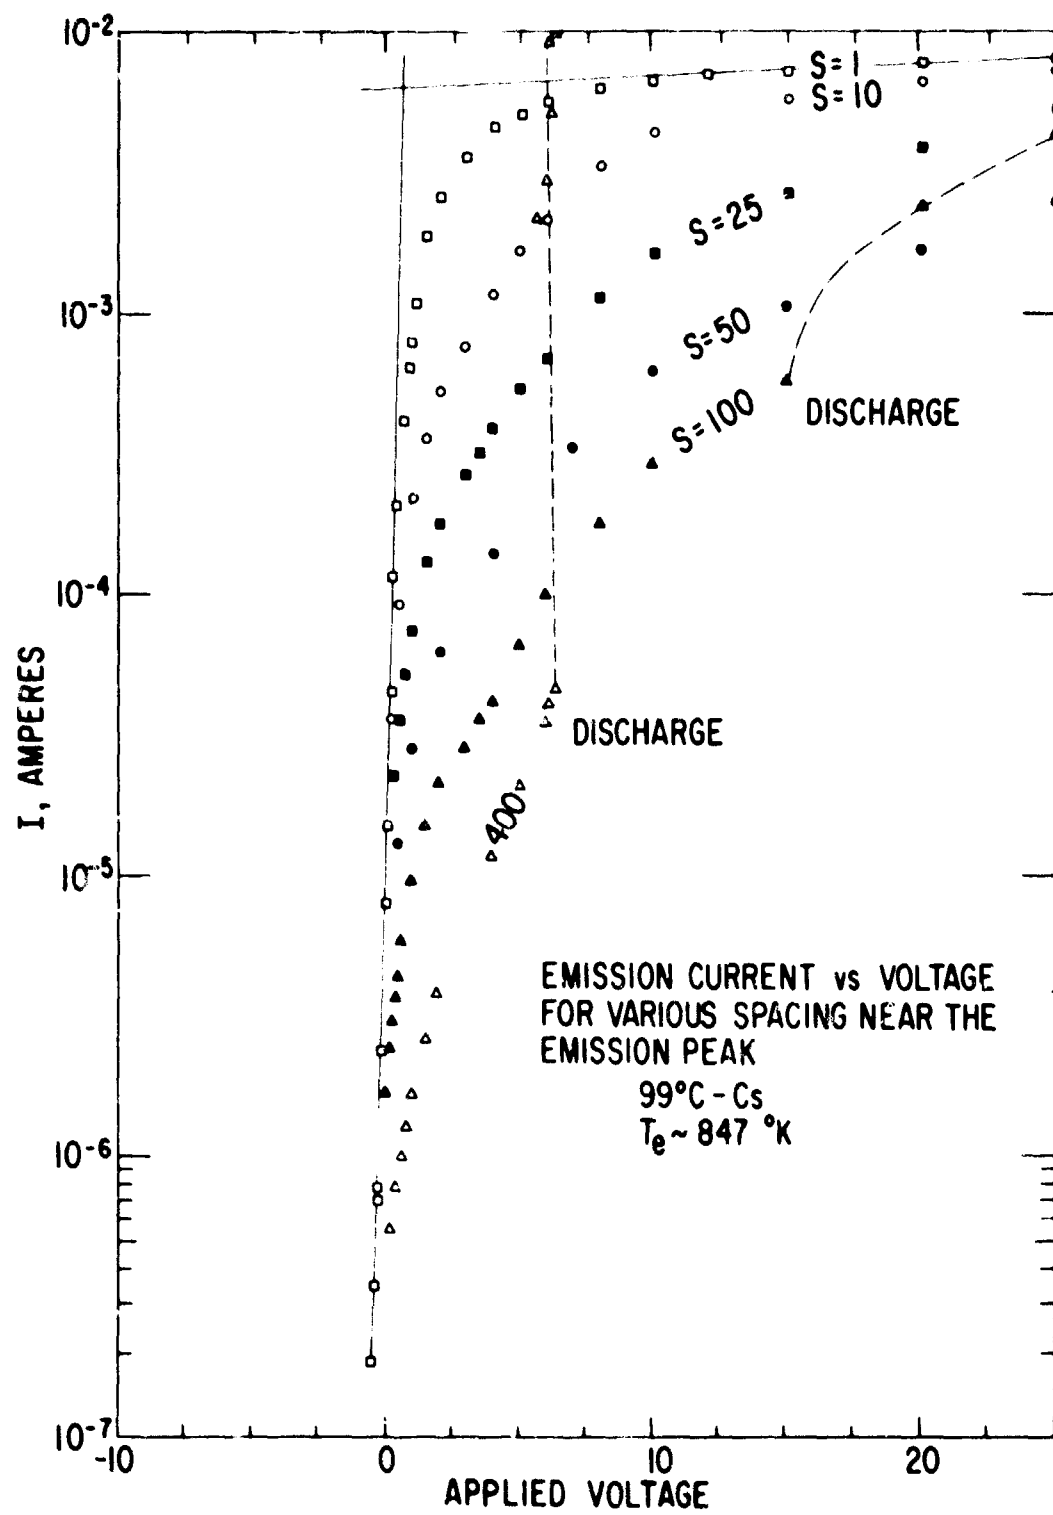 10⁻²
S=1
S=10
S=25
10⁻³
S=50
S=100
DISCHARGE
10⁻⁴
I, AMPERES
DISCHARGE
400
10⁻⁵
EMISSION CURRENT vs VOLTAGE
FOR VARIOUS SPACING NEAR THE
EMISSION PEAK
99°C - Cs
Te ~ 847 °K
10⁻⁶
10⁻⁷
-10 0 10 20
APPLIED VOLTAGE